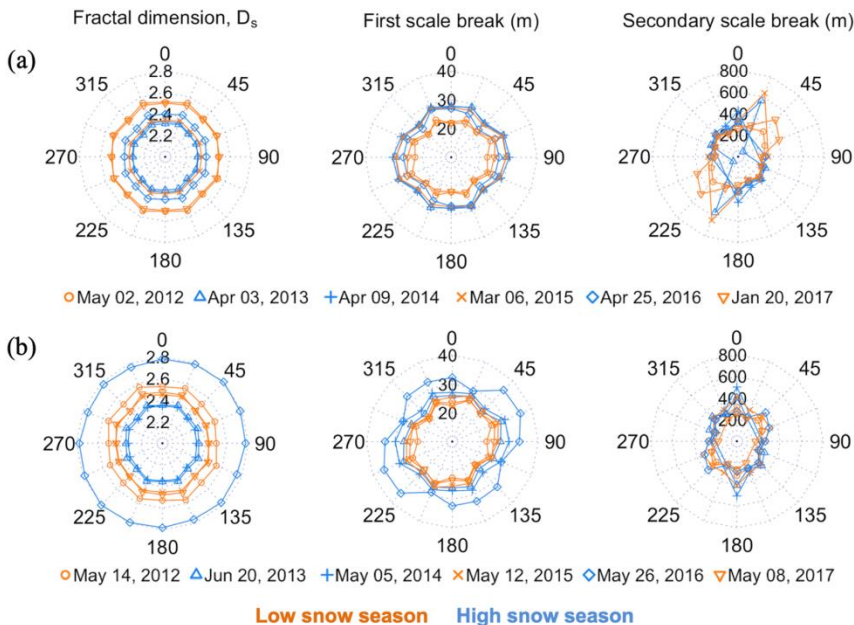 Fractal dimension, Dₛ First scale break (m) Secondary scale break (m)
(a)
0 0 0
315 2.8 45 315 40 45 315 800 45
2.6 30 600
2.4 20 400
2.2 200
270 90 270 90 270 90
225 135 225 135 225 135
180 180 180
May 02, 2012 Apr 03, 2013 Apr 09, 2014 Mar 06, 2015 Apr 25, 2016 Jan 20, 2017
(b)
0 0 0
315 2.8 45 315 40 45 315 800 45
2.6 30 600
2.4 20 400
2.2 200
270 90 270 90 270 90
225 135 225 135 225 135
180 180 180
May 14, 2012 Jun 20, 2013 May 05, 2014 May 12, 2015 May 26, 2016 May 08, 2017
Low snow season High snow season